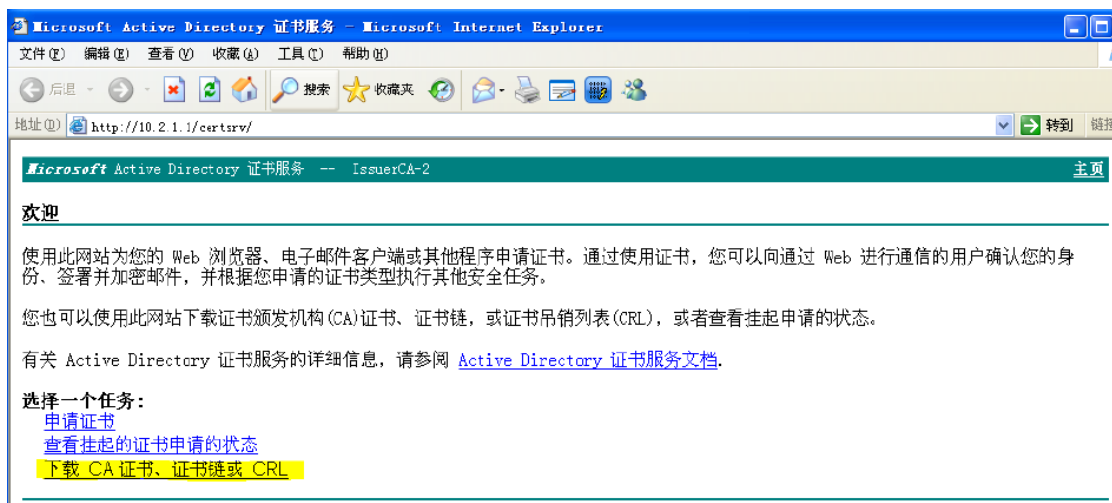 Microsoft Active Directory 证书服务 - Microsoft Internet Explorer
文件(F) 编辑(E) 查看(V) 收藏(A) 工具(T) 帮助(H)
后退 搜索 收藏夹
地址(D) http://10.2.1.1/certsrv/ 转到 链接
Microsoft Active Directory 证书服务 -- IssuerCA-2 主页
欢迎
使用此网站为您的 Web 浏览器、电子邮件客户端或其他程序申请证书。通过使用证书，您可以向通过 Web 进行通信的用户确认您的身
份、签署并加密邮件，并根据您申请的证书类型执行其他安全任务。
您也可以使用此网站下载证书颁发机构(CA)证书、证书链，或证书吊销列表(CRL)，或者查看挂起申请的状态。
有关 Active Directory 证书服务的详细信息，请参阅 Active Directory 证书服务文档.
选择一个任务:
申请证书
查看挂起的证书申请的状态
下载 CA 证书、证书链或 CRL